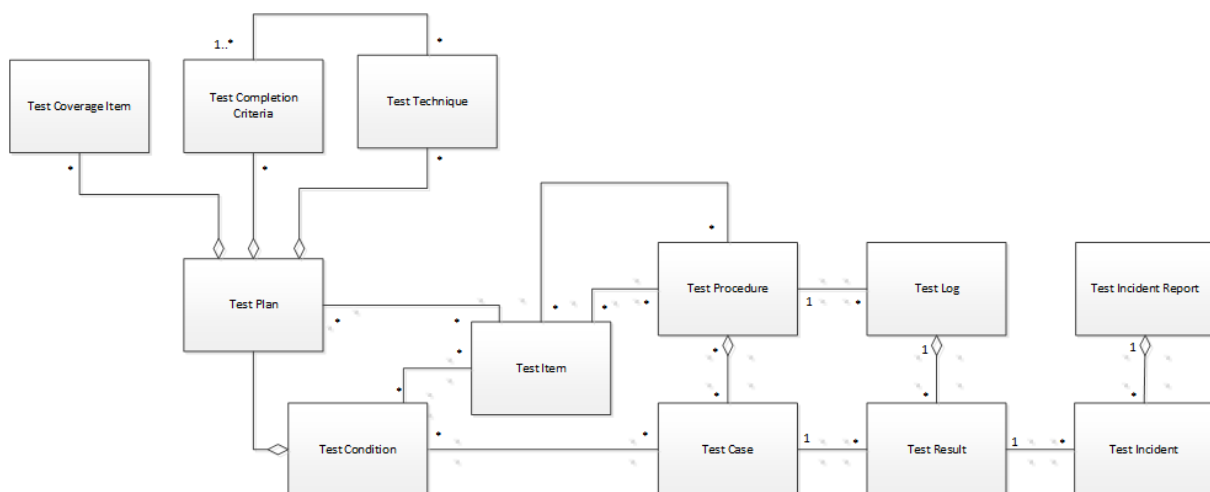 1..*
*
Test Coverage Item
Test Completion
Criteria
Test Technique
*
*
*
*
Test Plan
Test Procedure
Test Log
Test Incident Report
*
*
*
*
*
1
*
*
*
1
1
Test Item
*
*
*
*
*
*
Test Condition
Test Case
1
*
Test Result
1
*
Test Incident